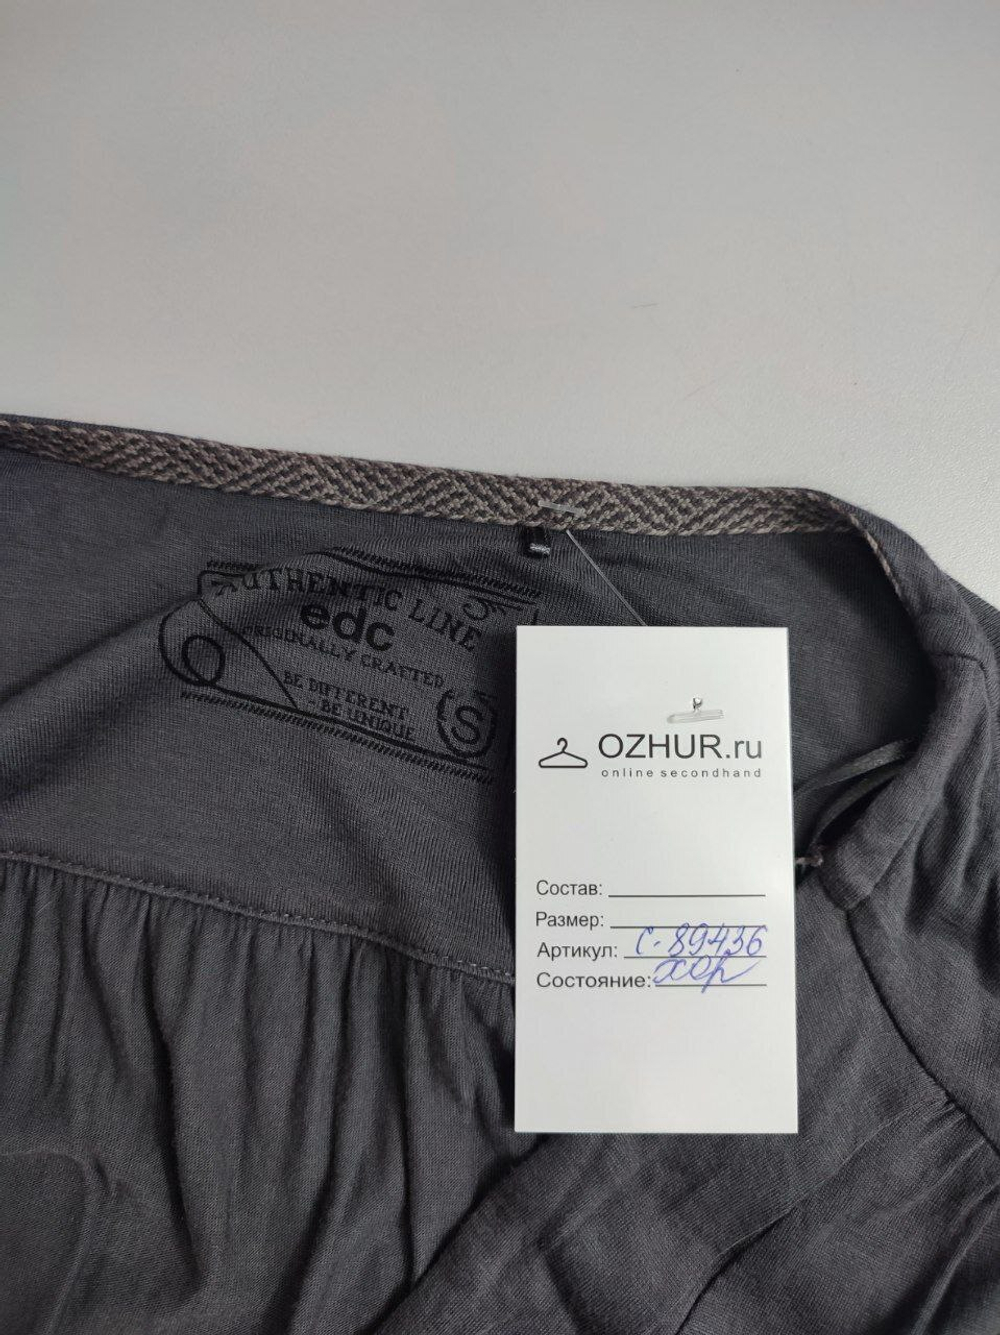 AUTHENTIC LINE
edc
ORIGINALLY CRAFTED
BE DIFFERENT
- BE UNIQUE
S
OZHUR.ru
online secondhand
Состав:
Размер:
Артикул: С-89436
Состояние: хор